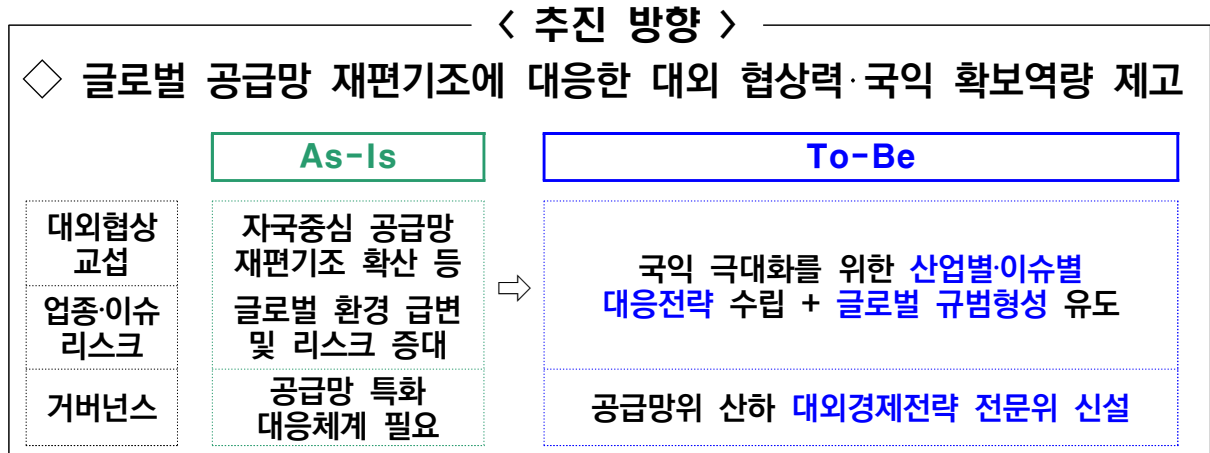 < 추진 방향 >
◇ 글로벌 공급망 재편기조에 대응한 대외 협상력·국익 확보역량 제고
As-Is
To-Be
대외협상
교섭
자국중심 공급망
재편기조 확산 등
업종·이슈
리스크
글로벌 환경 급변
및 리스크 증대
⇨
국익 극대화를 위한 산업별·이슈별
대응전략 수립 + 글로벌 규범형성 유도
거버넌스
공급망 특화
대응체계 필요
공급망위 산하 대외경제전략 전문위 신설